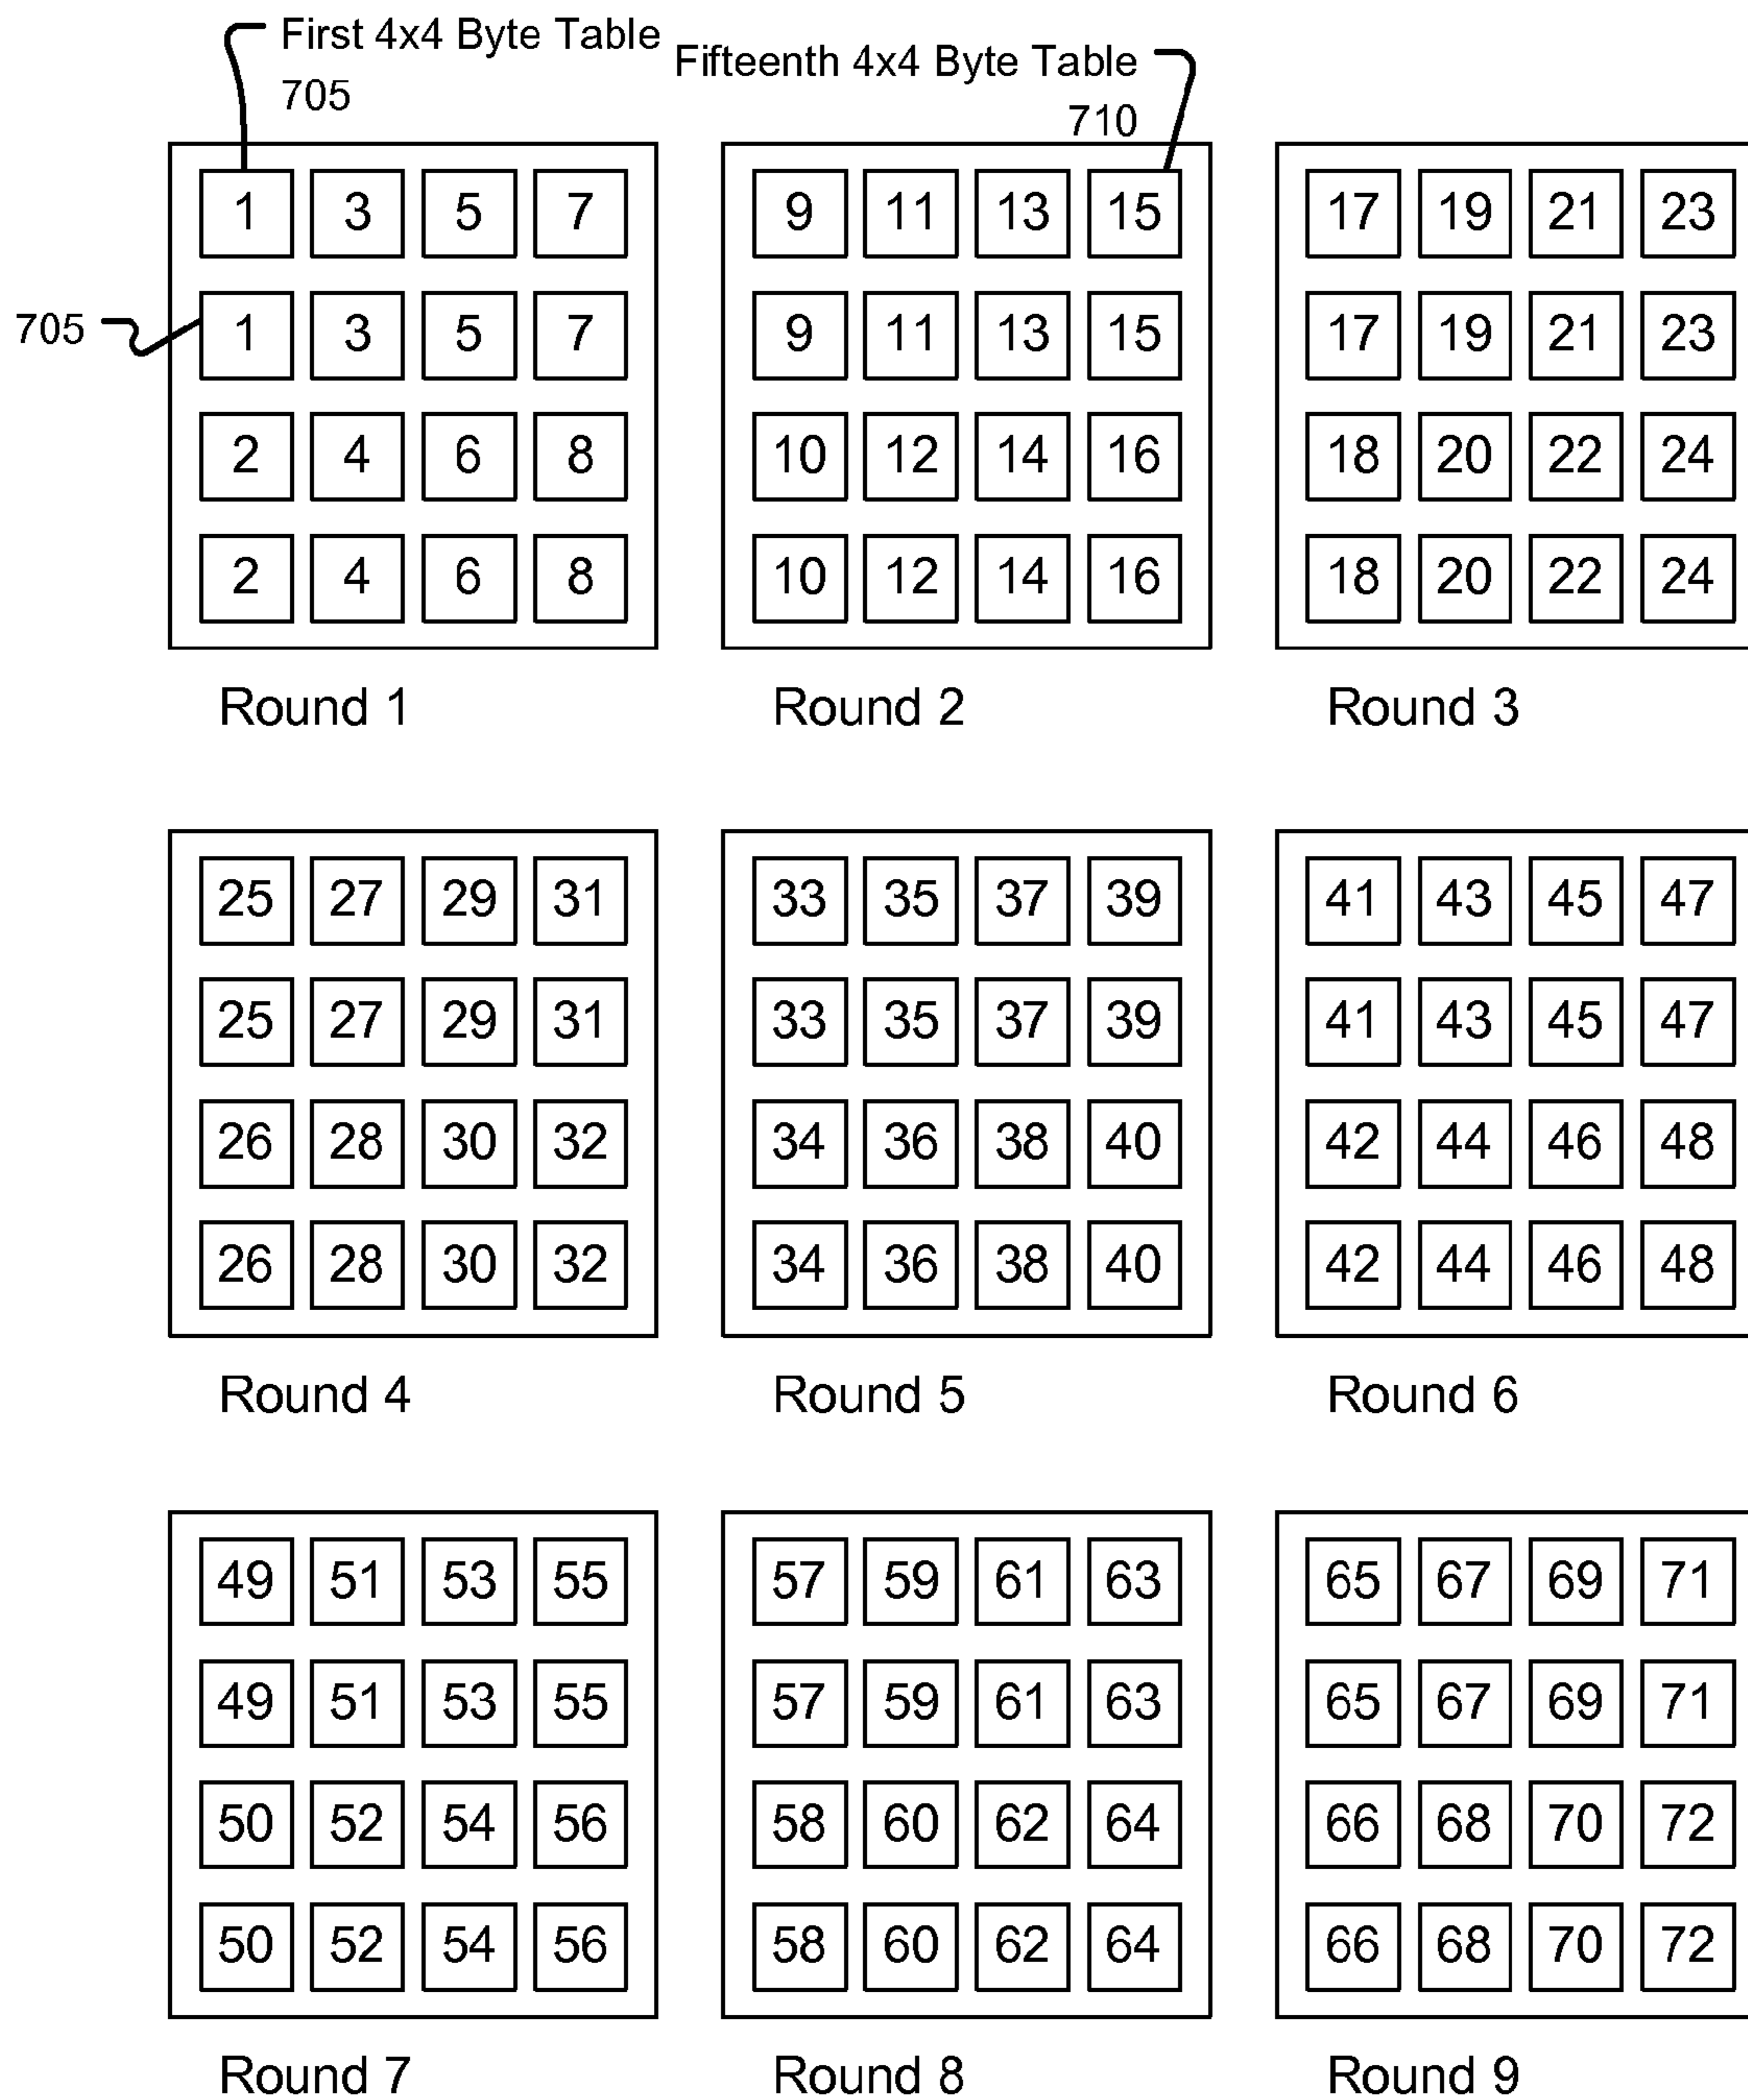 First 4x4 Byte Table
705
Fifteenth 4x4 Byte Table
710
705
1 3 5 7
1 3 5 7
2 4 6 8
2 4 6 8
Round 1
9 11 13 15
9 11 13 15
10 12 14 16
10 12 14 16
Round 2
17 19 21 23
17 19 21 23
18 20 22 24
18 20 22 24
Round 3
25 27 29 31
25 27 29 31
26 28 30 32
26 28 30 32
Round 4
33 35 37 39
33 35 37 39
34 36 38 40
34 36 38 40
Round 5
41 43 45 47
41 43 45 47
42 44 46 48
42 44 46 48
Round 6
49 51 53 55
49 51 53 55
50 52 54 56
50 52 54 56
Round 7
57 59 61 63
57 59 61 63
58 60 62 64
58 60 62 64
Round 8
65 67 69 71
65 67 69 71
66 68 70 72
66 68 70 72
Round 9